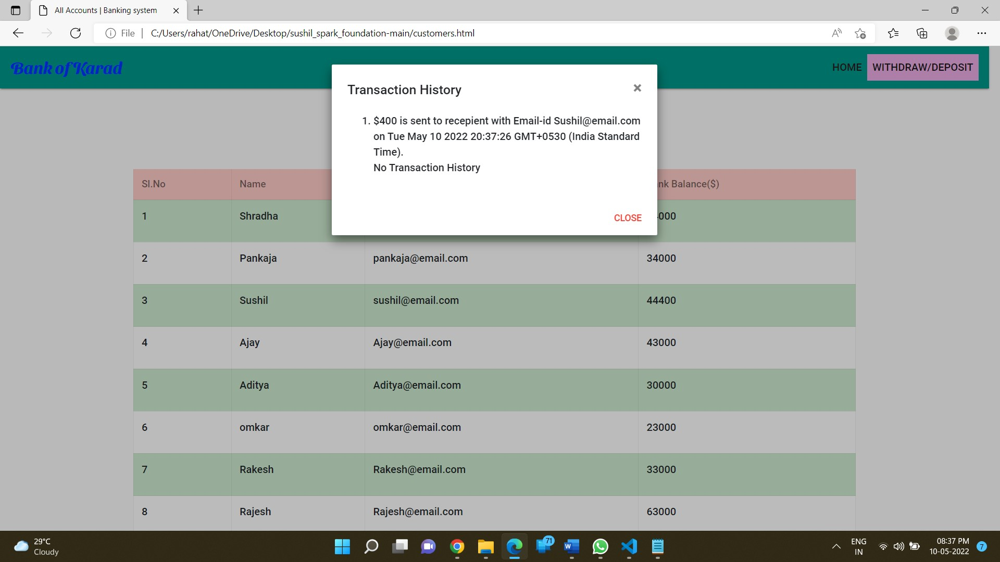 All Accounts | Banking system
File
C:/Users/rahat/OneDrive/Desktop/sushil_spark_foundation-main/customers.html
Bank of Karad
HOME
WITHDRAW/DEPOSIT
Transaction History
1. $400 is sent to recepient with Email-id Sushil@email.com
on Tue May 10 2022 20:37:26 GMT+0530 (India Standard
Time).
No Transaction History
CLOSE
Sl.No Name nk Balance($)
1 Shradha 000
2 Pankaja pankaja@email.com 34000
3 Sushil sushil@email.com 44400
4 Ajay Ajay@email.com 43000
5 Aditya Aditya@email.com 30000
6 omkar omkar@email.com 23000
7 Rakesh Rakesh@email.com 33000
8 Rajesh Rajesh@email.com 63000
29°C
Cloudy
71
ENG
IN
08:37 PM
10-05-2022
7